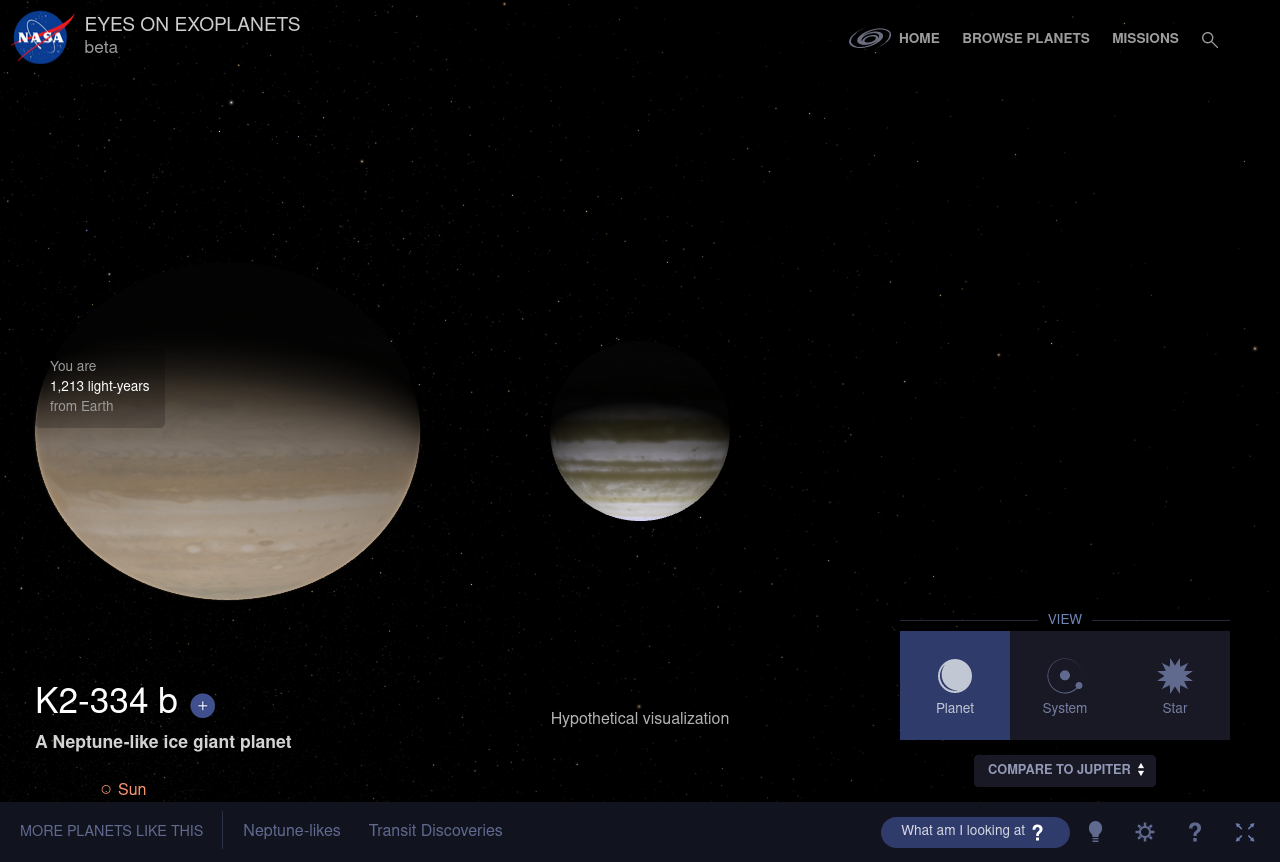 NASA
EYES ON EXOPLANETS
beta
HOME
BROWSE PLANETS
MISSIONS
You are
1,213 light-years
from Earth
K2-334 b +
A Neptune-like ice giant planet
Sun
Hypothetical visualization
VIEW
Planet
System
Star
COMPARE TO JUPITER
MORE PLANETS LIKE THIS
Neptune-likes
Transit Discoveries
What am I looking at ?
?